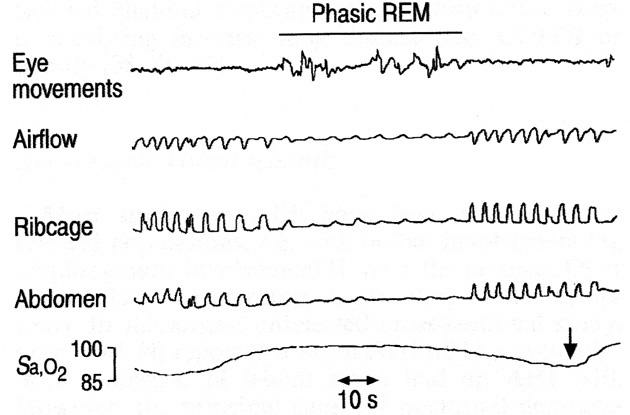 Phasic REM
Eye
movements
Airflow
Ribcage
Abdomen
Sa,O2
100
85
10 s